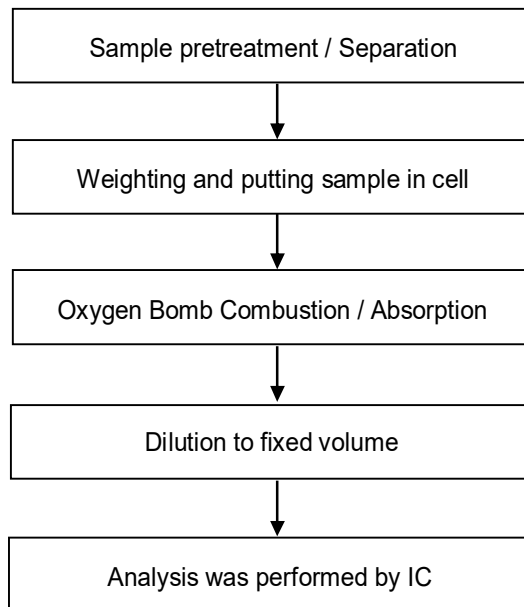 Sample pretreatment / Separation
Weighting and putting sample in cell
Oxygen Bomb Combustion / Absorption
Dilution to fixed volume
Analysis was performed by IC